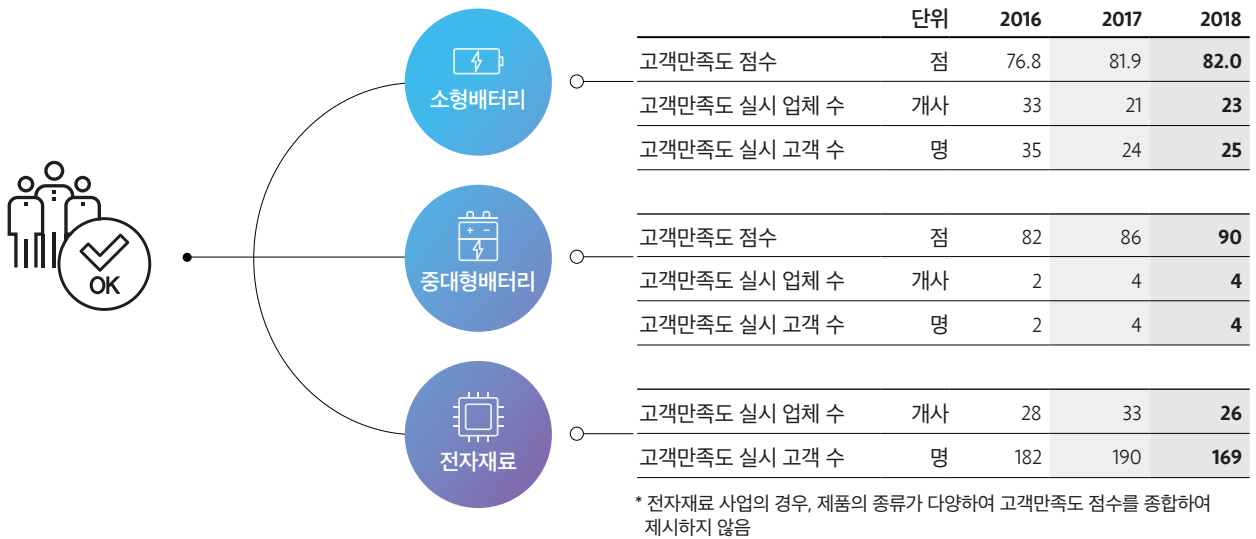 단위 2016 2017 2018
소형배터리
고객만족도 점수 점 76.8 81.9 82.0
고객만족도 실시 업체 수 개사 33 21 23
고객만족도 실시 고객 수 명 35 24 25
OK
중대형배터리
고객만족도 점수 점 82 86 90
고객만족도 실시 업체 수 개사 2 4 4
고객만족도 실시 고객 수 명 2 4 4
전자재료
고객만족도 실시 업체 수 개사 28 33 26
고객만족도 실시 고객 수 명 182 190 169
* 전자재료 사업의 경우, 제품의 종류가 다양하여 고객만족도 점수를 종합하여
제시하지 않음